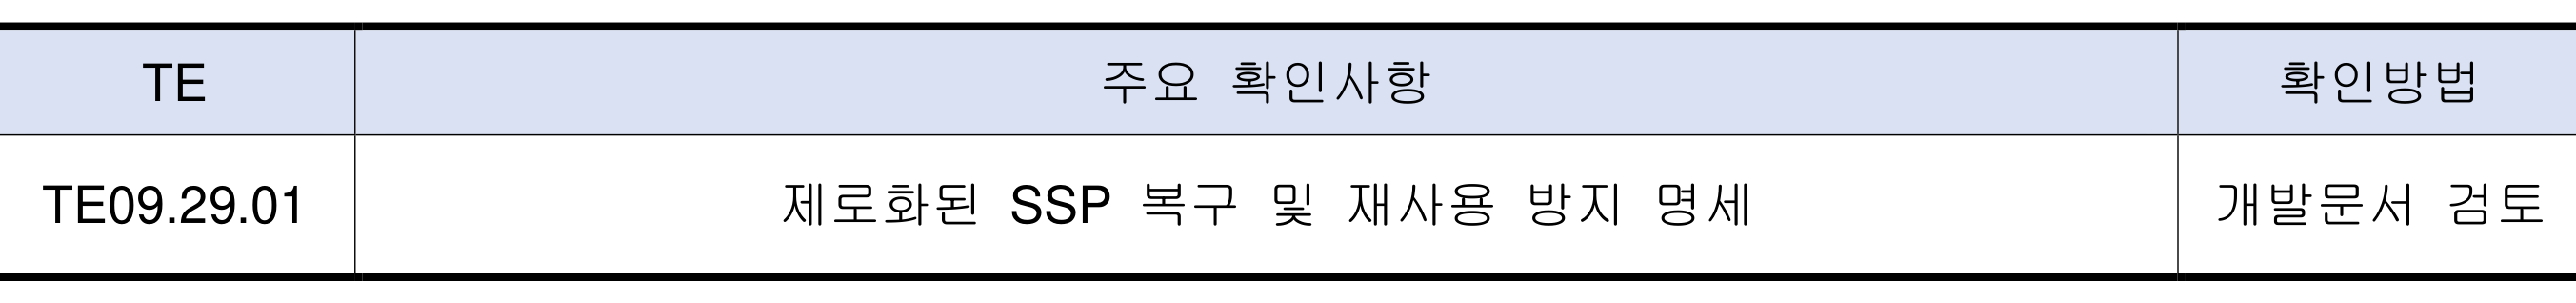 TE 주요 확인사항 확인방법
TE09.29.01 제로화된 SSP 복구 및 재사용 방지 명세 개발문서 검토